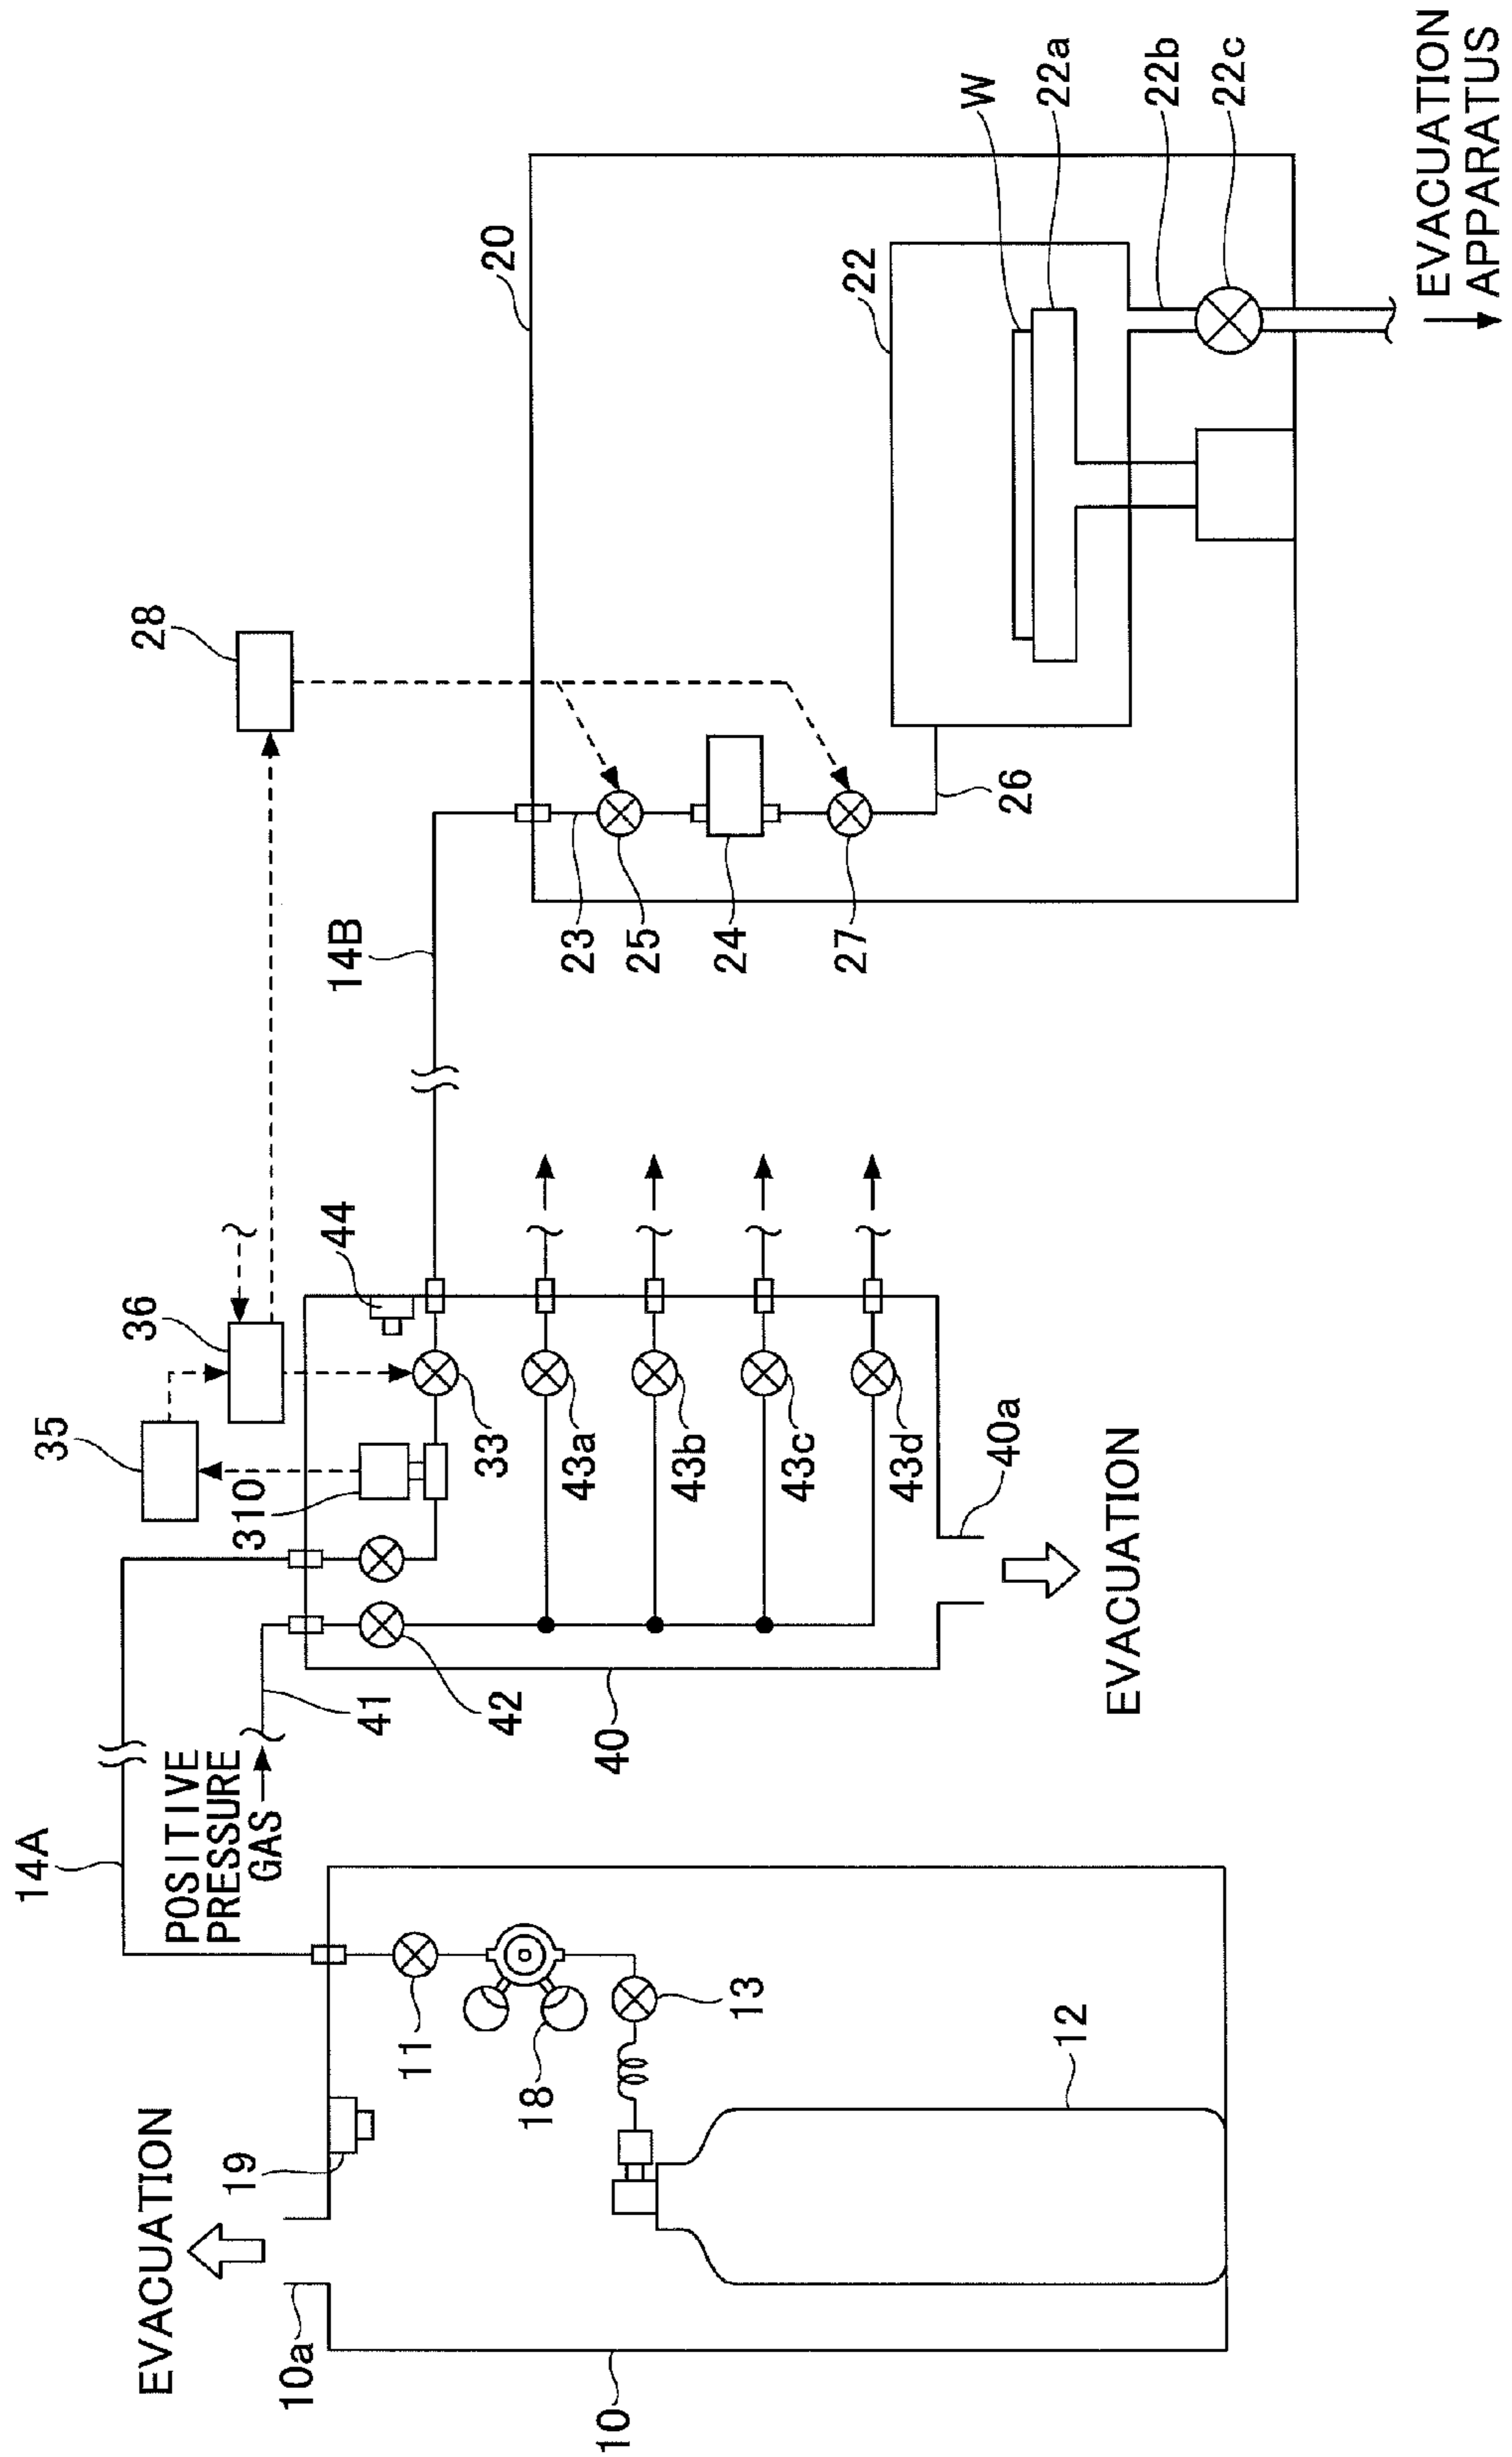 EVACUATION
10a
19
10
11
18
13
12
14A
POSITIVE
PRESSURE
GAS
41
42
40
35
36
310
44
33
43a
43b
43c
43d
40a
EVACUATION
14B
28
20
23
25
24
27
26
22
W
22a
22b
22c
EVACUATION
APPARATUS